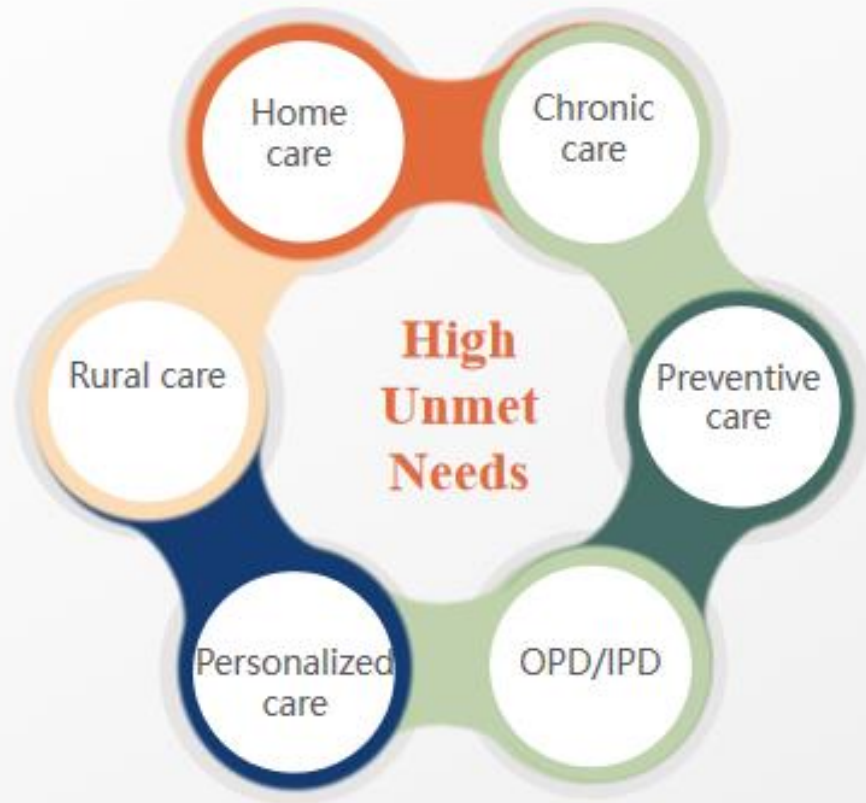 Home
care
Chronic
care
Rural care
High
Unmet
Needs
Preventive
care
Personalized
care
OPD/IPD